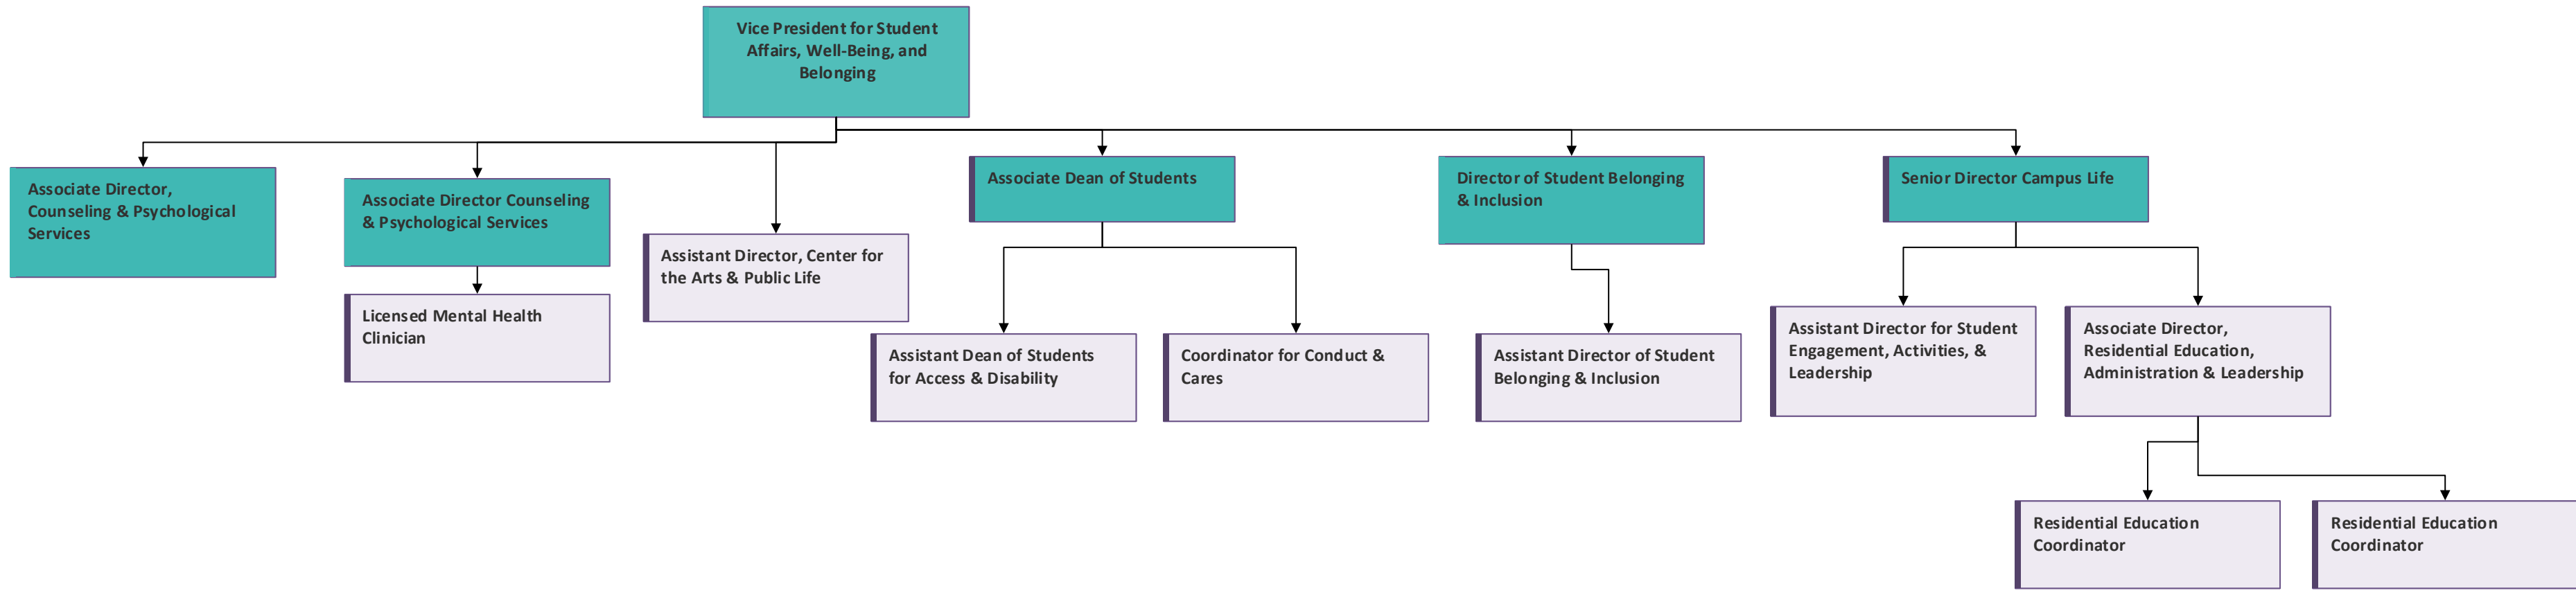 Vice President for Student
Affairs, Well-Being, and
Belonging
Associate Director,
Counseling & Psychological
Services
Associate Director Counseling
& Psychological Services
Assistant Director, Center for
the Arts & Public Life
Associate Dean of Students
Director of Student Belonging
& Inclusion
Senior Director Campus Life
Licensed Mental Health
Clinician
Assistant Dean of Students
for Access & Disability
Coordinator for Conduct &
Cares
Assistant Director of Student
Belonging & Inclusion
Assistant Director for Student
Engagement, Activities, &
Leadership
Associate Director,
Residential Education,
Administration & Leadership
Residential Education
Coordinator
Residential Education
Coordinator